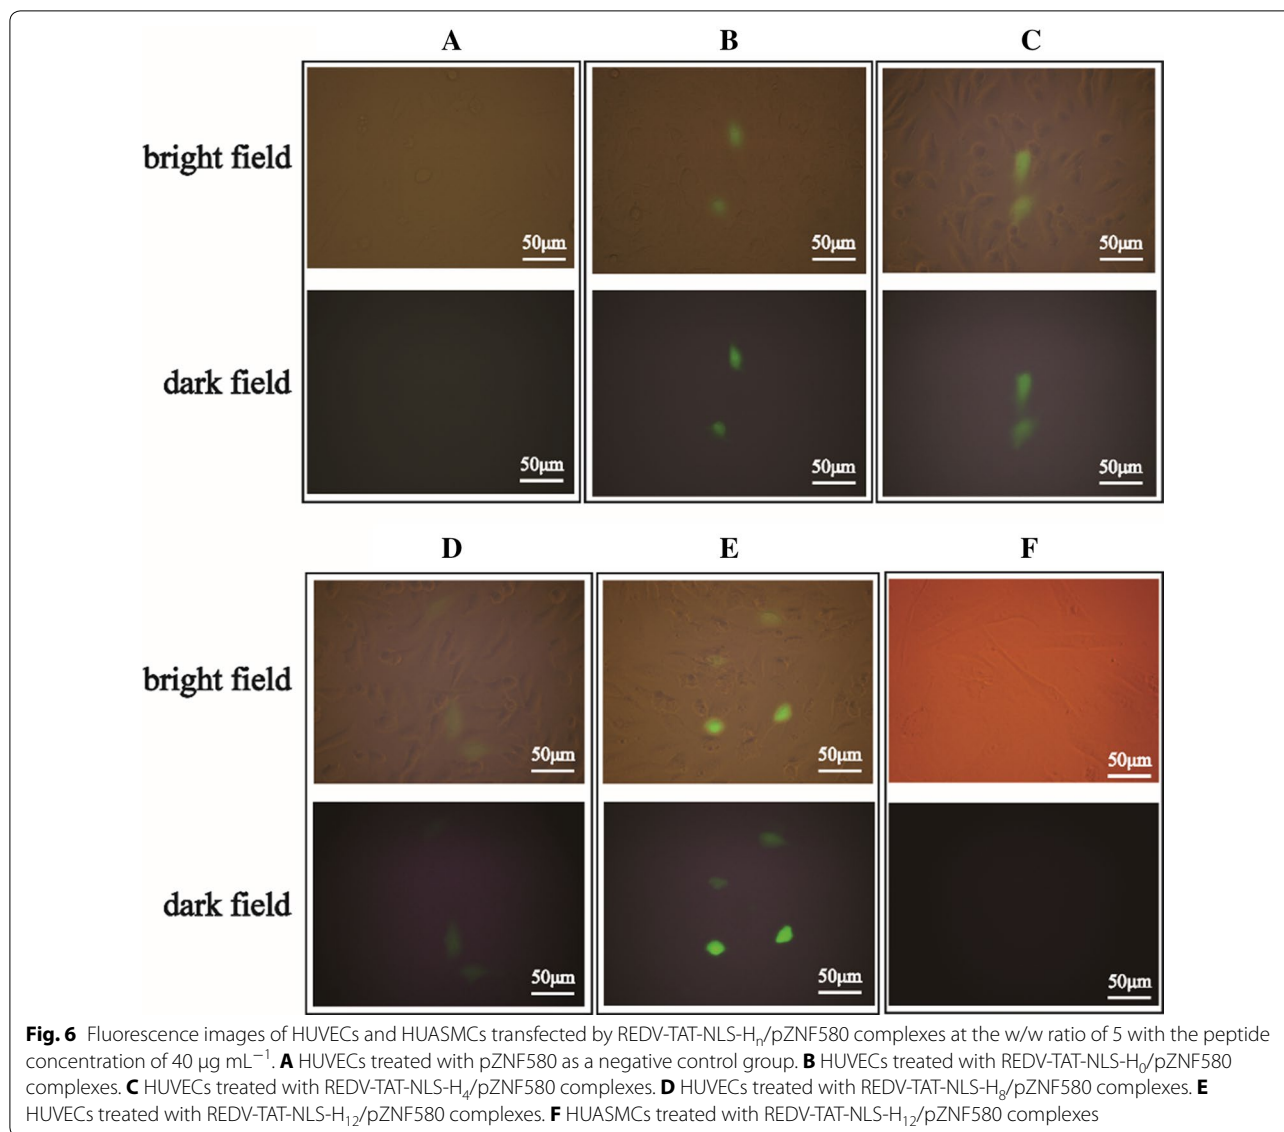 A B C
bright field
50μm 50μm 50μm
dark field
50μm 50μm 50μm
D E F
bright field
50μm 50μm 50μm
dark field
50μm 50μm 50μm
Fig. 6 Fluorescence images of HUVECs and HUASMCs transfected by REDV-TAT-NLS-Hₙ/pZNF580 complexes at the w/w ratio of 5 with the peptide
concentration of 40 μg mL⁻¹. A HUVECs treated with pZNF580 as a negative control group. B HUVECs treated with REDV-TAT-NLS-H₀/pZNF580
complexes. C HUVECs treated with REDV-TAT-NLS-H₄/pZNF580 complexes. D HUVECs treated with REDV-TAT-NLS-H₈/pZNF580 complexes. E
HUVECs treated with REDV-TAT-NLS-H₁₂/pZNF580 complexes. F HUASMCs treated with REDV-TAT-NLS-H₁₂/pZNF580 complexes